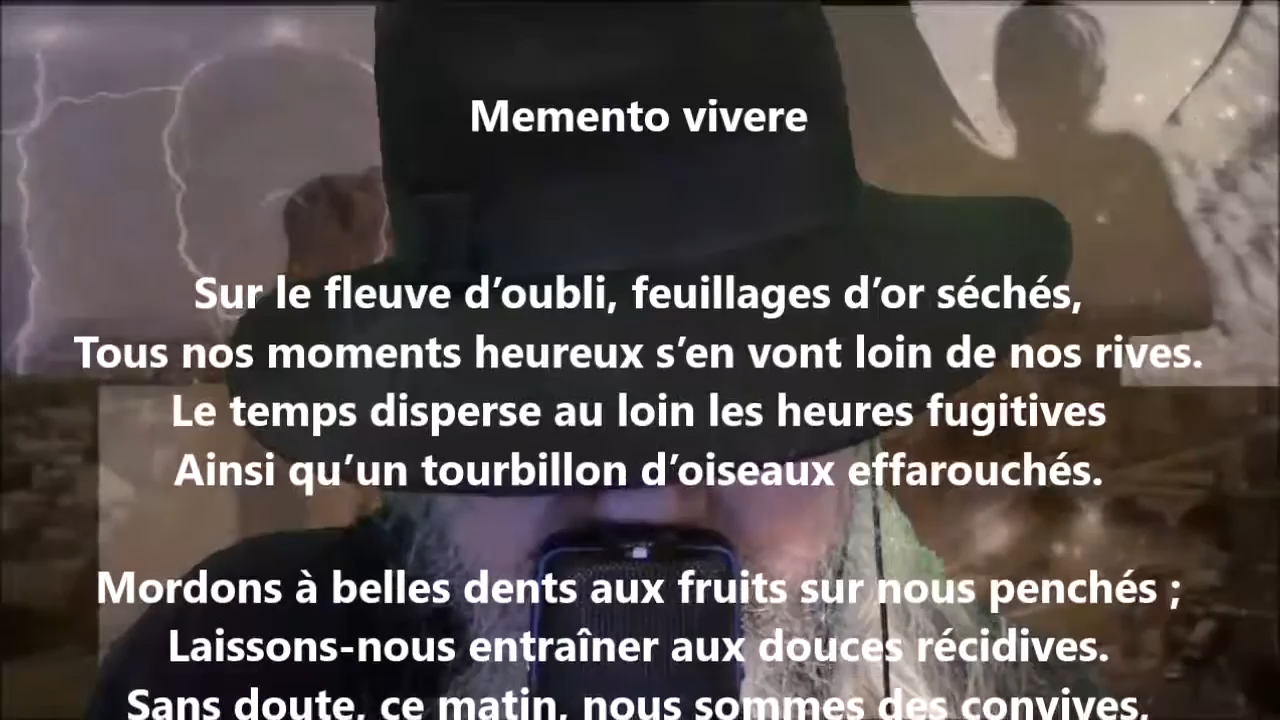 Memento vivere
Sur le fleuve d’oubli, feuillages d’or séchés,
Tous nos moments heureux s’en vont loin de nos rives.
Le temps disperse au loin les heures fugitives
Ainsi qu’un tourbillon d’oiseaux effarouchés.
Mordons à belles dents aux fruits sur nous penchés ;
Laissons-nous entraîner aux douces récidives.
Sans doute, ce matin, nous sommes des convives,